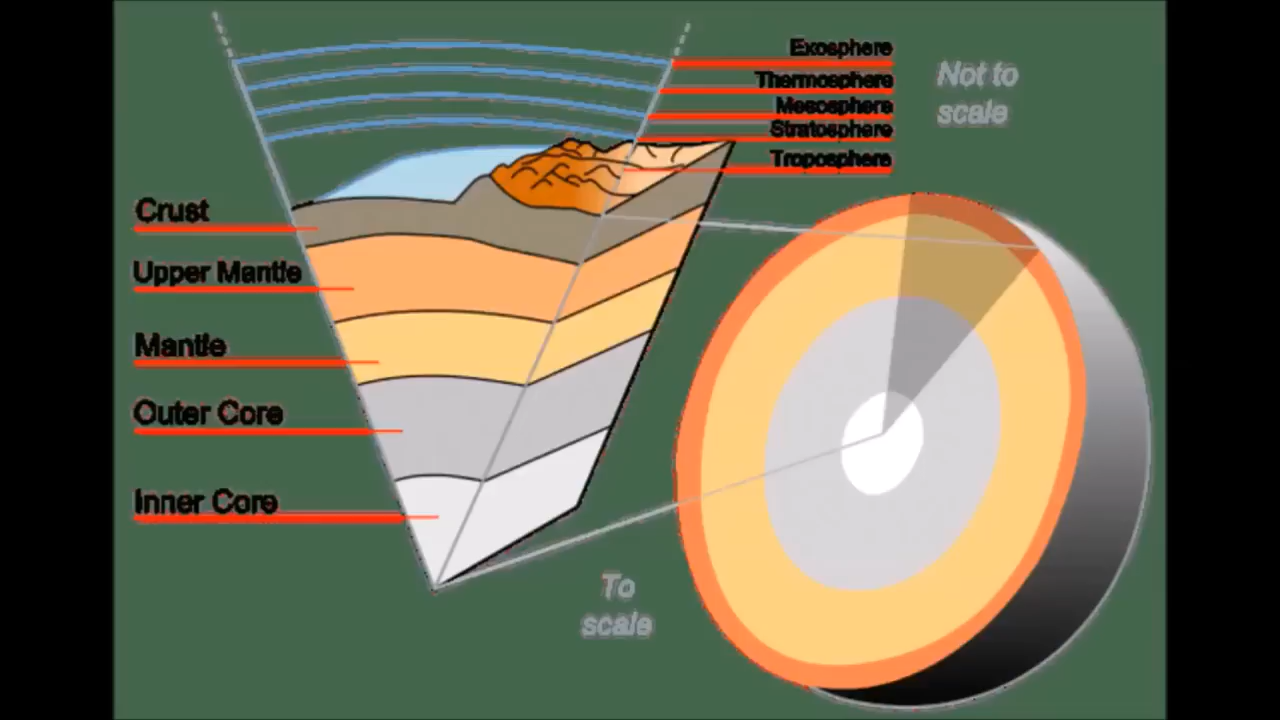 Exosphere
Thermosphere
Mesosphere
Stratosphere
Troposphere
Not to
scale
Crust
Upper Mantle
Mantle
Outer Core
Inner Core
To
scale